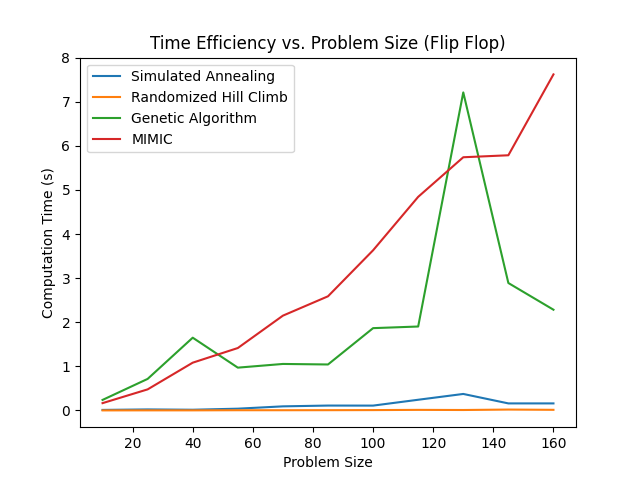 Time Efficiency vs. Problem Size (Flip Flop)
Simulated Annealing
Randomized Hill Climb
Genetic Algorithm
MIMIC
Computation Time (s)
8
7
6
5
4
3
2
1
0
20 40 60 80 100 120 140 160
Problem Size